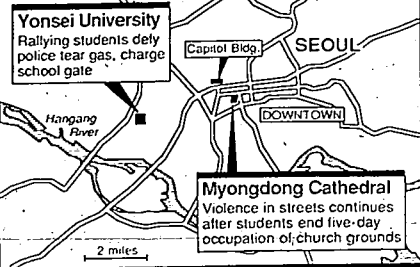 Yonsei University
Rallying students defy
police tear gas, charge
school gate
Capitol Bldg.
SEOUL
Hangang
River
DOWNTOWN
Myongdong Cathedral
Violence in streets continues
after students end five-day
occupation of church grounds
2 miles